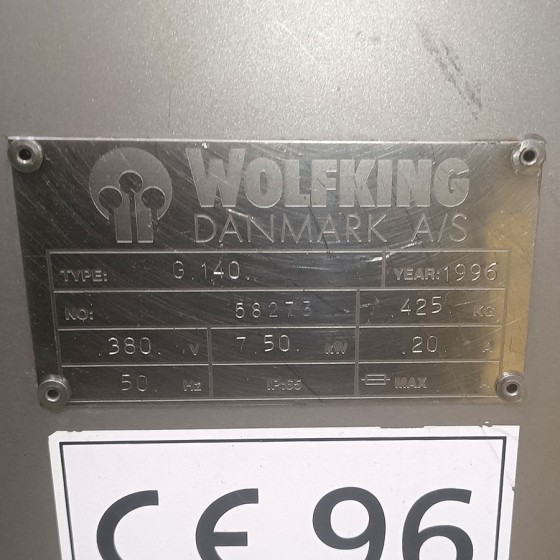 WOLFKING
DANMARK A/S
TYPE: G.140. YEAR: 1996
NO: 58273 .425. KG
.380. V 7.50. kW .20. A
50. Hz IP:65 MAX A
CE 96